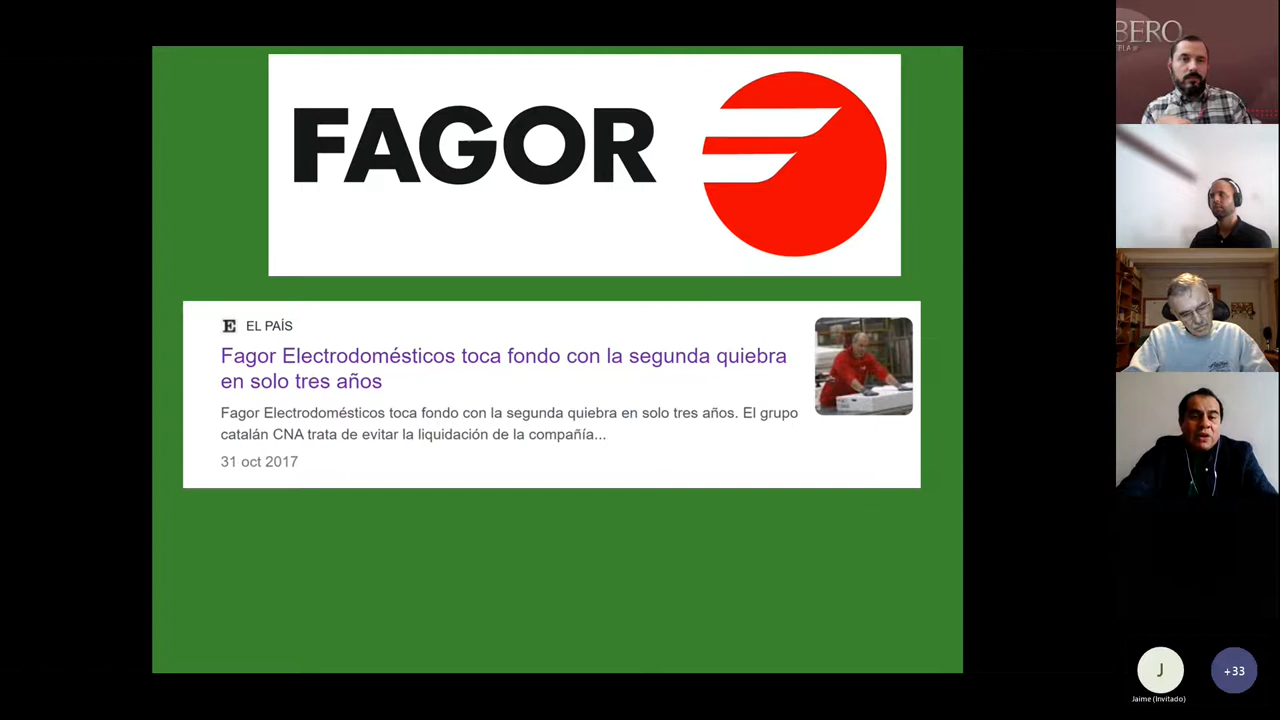 FAGOR
EL PAÍS
Fagor Electrodomésticos toca fondo con la segunda quiebra
en solo tres años
Fagor Electrodomésticos toca fondo con la segunda quiebra en solo tres años. El grupo
catalán CNA trata de evitar la liquidación de la compañía...
31 oct 2017
BERO
J
+33
Jaime (Invitado)